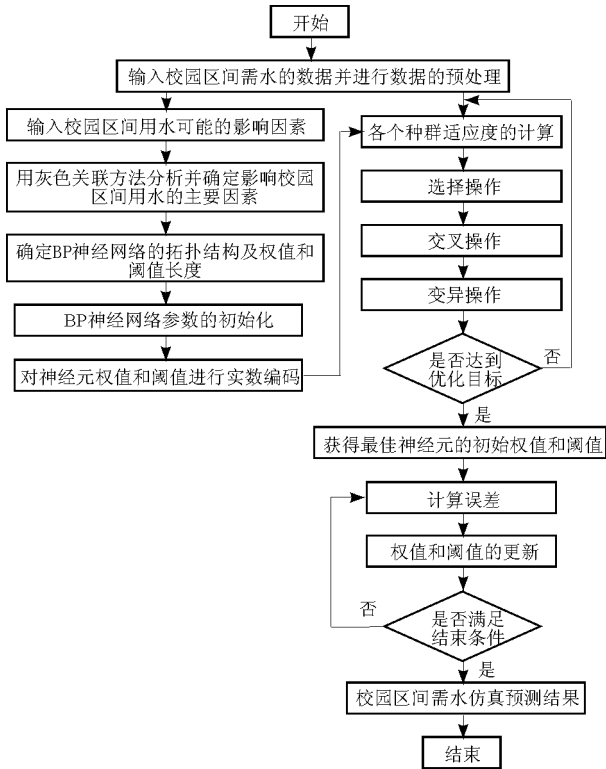 开始
输入校园区间需水的数据并进行数据的预处理
输入校园区间用水可能的影响因素
用灰色关联方法分析并确定影响校园
区间用水的主要因素
确定BP神经网络的拓扑结构及权值和
阈值长度
BP神经网络参数的初始化
对神经元权值和阈值进行实数编码
各个种群适应度的计算
选择操作
交叉操作
变异操作
是否达到
优化目标
否
是
获得最佳神经元的初始权值和阈值
计算误差
权值和阈值的更新
否
是否满足
结束条件
是
校园区间需水仿真预测结果
结束